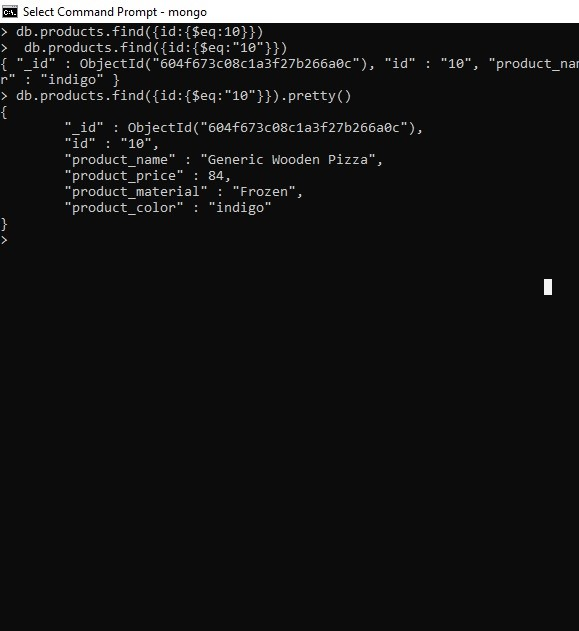 Select Command Prompt - mongo
> db.products.find({id:{$eq:10}})
>  db.products.find({id:{$eq:"10"}})
{ "_id" : ObjectId("604f673c08c1a3f27b266a0c"), "id" : "10", "product_nam
r" : "indigo" }
> db.products.find({id:{$eq:"10"}}).pretty()
{
        "_id" : ObjectId("604f673c08c1a3f27b266a0c"),
        "id" : "10",
        "product_name" : "Generic Wooden Pizza",
        "product_price" : 84,
        "product_material" : "Frozen",
        "product_color" : "indigo"
}
>